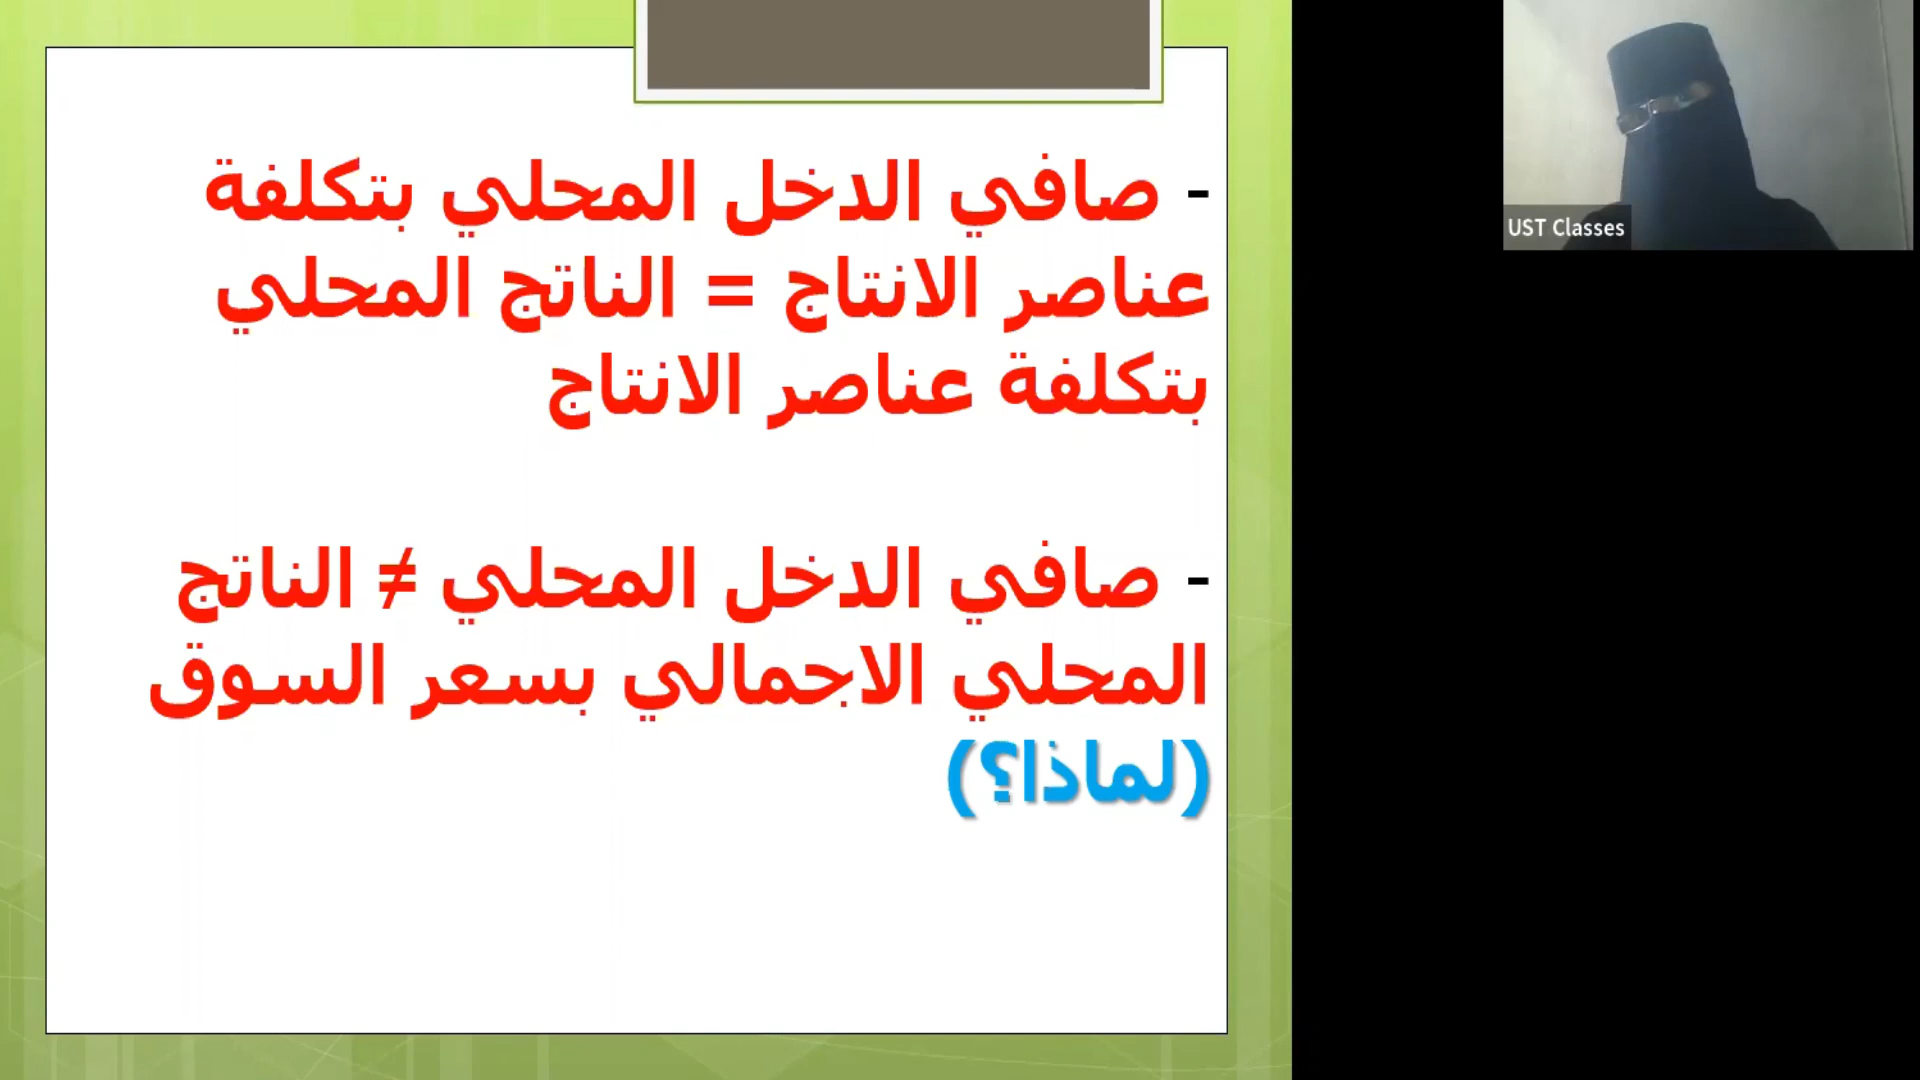 - صافي الدخل المحلي بتكلفة
عناصر الانتاج = الناتج المحلي
بتكلفة عناصر الانتاج
- صافي الدخل المحلي ≠ الناتج
المحلي الاجمالي بسعر السوق
(لماذا؟)
UST Classes